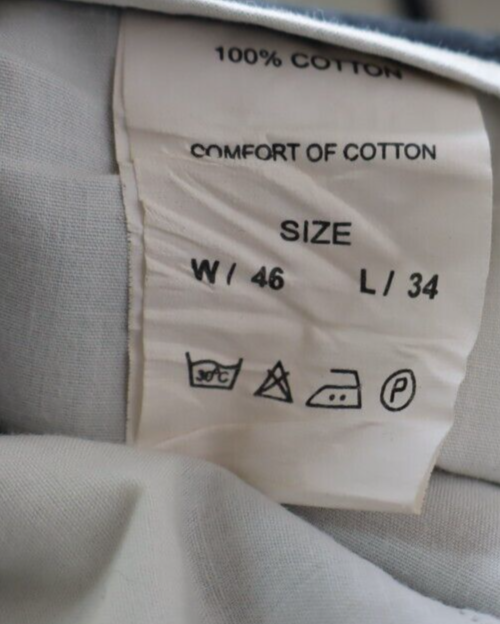 100% COTTON
COMFORT OF COTTON
SIZE
W / 46 L / 34
30°C P